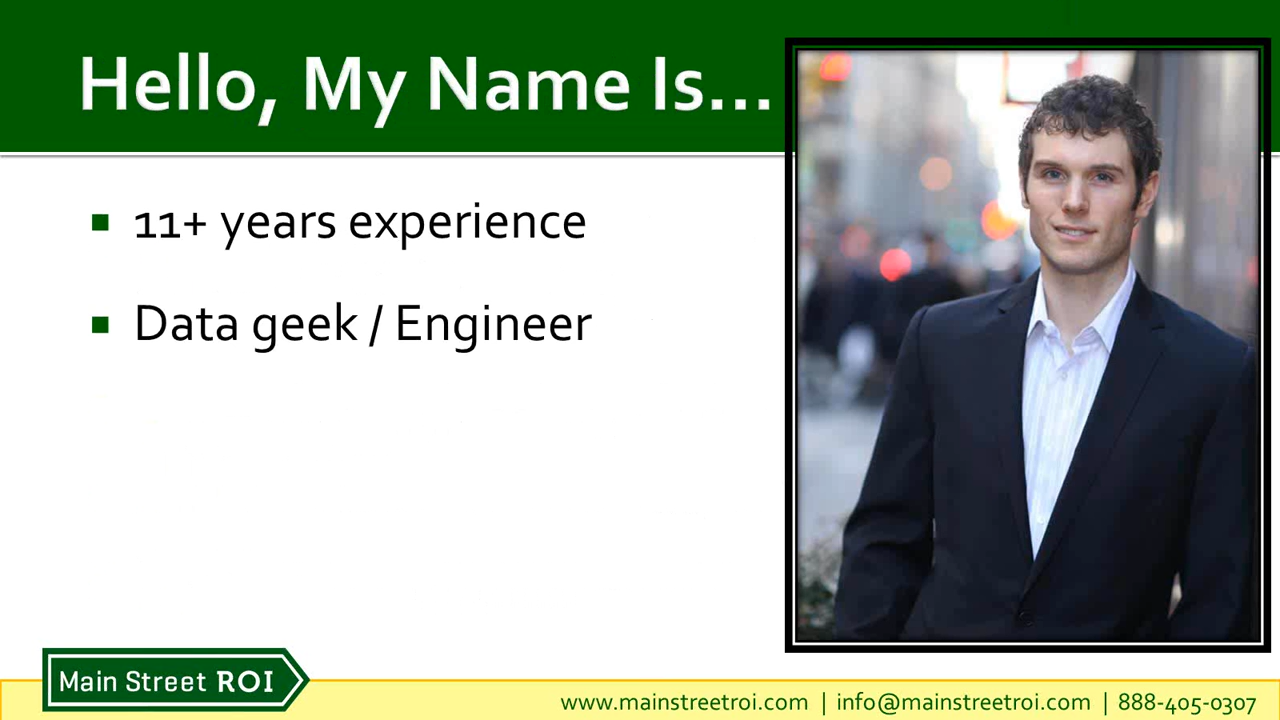 Hello, My Name Is...
11+ years experience
Data geek / Engineer
Main Street ROI
www.mainstreetroi.com | info@mainstreetroi.com | 888-405-0307